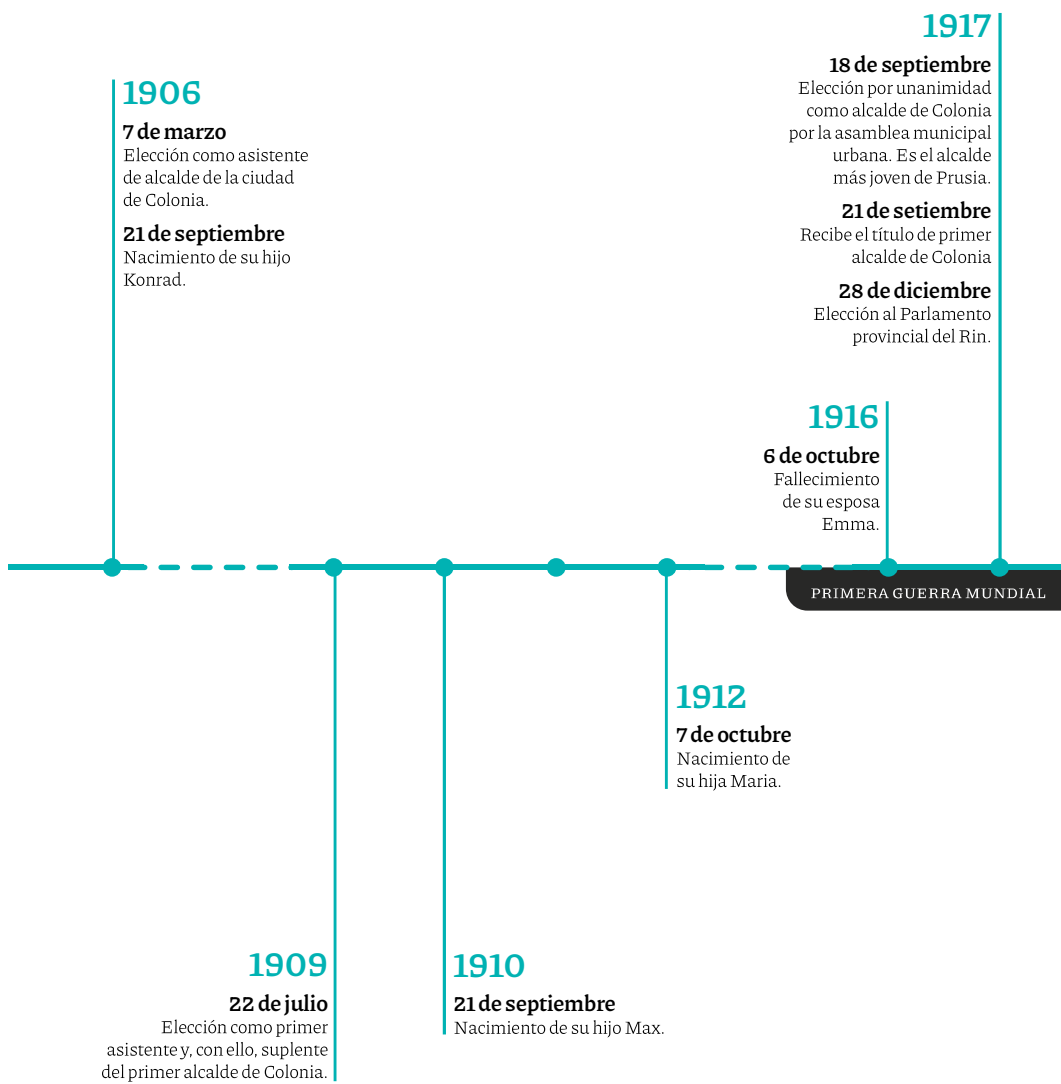 1906
7 de marzo
Elección como asistente
de alcalde de la ciudad
de Colonia.
21 de septiembre
Nacimiento de su hijo
Konrad.
1917
18 de septiembre
Elección por unanimidad
como alcalde de Colonia
por la asamblea municipal
urbana. Es el alcalde
más joven de Prusia.
21 de setiembre
Recibe el título de primer
alcalde de Colonia
28 de diciembre
Elección al Parlamento
provincial del Rin.
1916
6 de octubre
Fallecimiento
de su esposa
Emma.
PRIMERA GUERRA MUNDIAL
1912
7 de octubre
Nacimiento de
su hija Maria.
1909
22 de julio
Elección como primer
asistente y, con ello, suplente
del primer alcalde de Colonia.
1910
21 de septiembre
Nacimiento de su hijo Max.